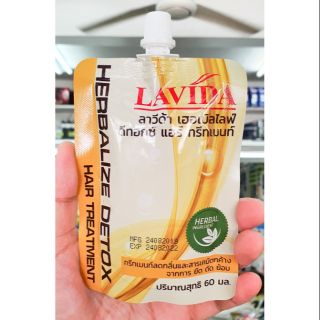 LAVIDA
ลาวีด้า เฮอเบิลไลฟ์
ดีทอกซ์ แฮร์ ทรีทเมนท์
HERBALIZE DETOX
HAIR TREATMENT
HERBAL
INGREDIENT
MFG 24082019
EXP 24082022
ทรีทเมนท์ลดกลิ่นและสารเคมีตกค้าง
จากการ ยืด ดัด ย้อม
ปริมาณสุทธิ 60 มล.